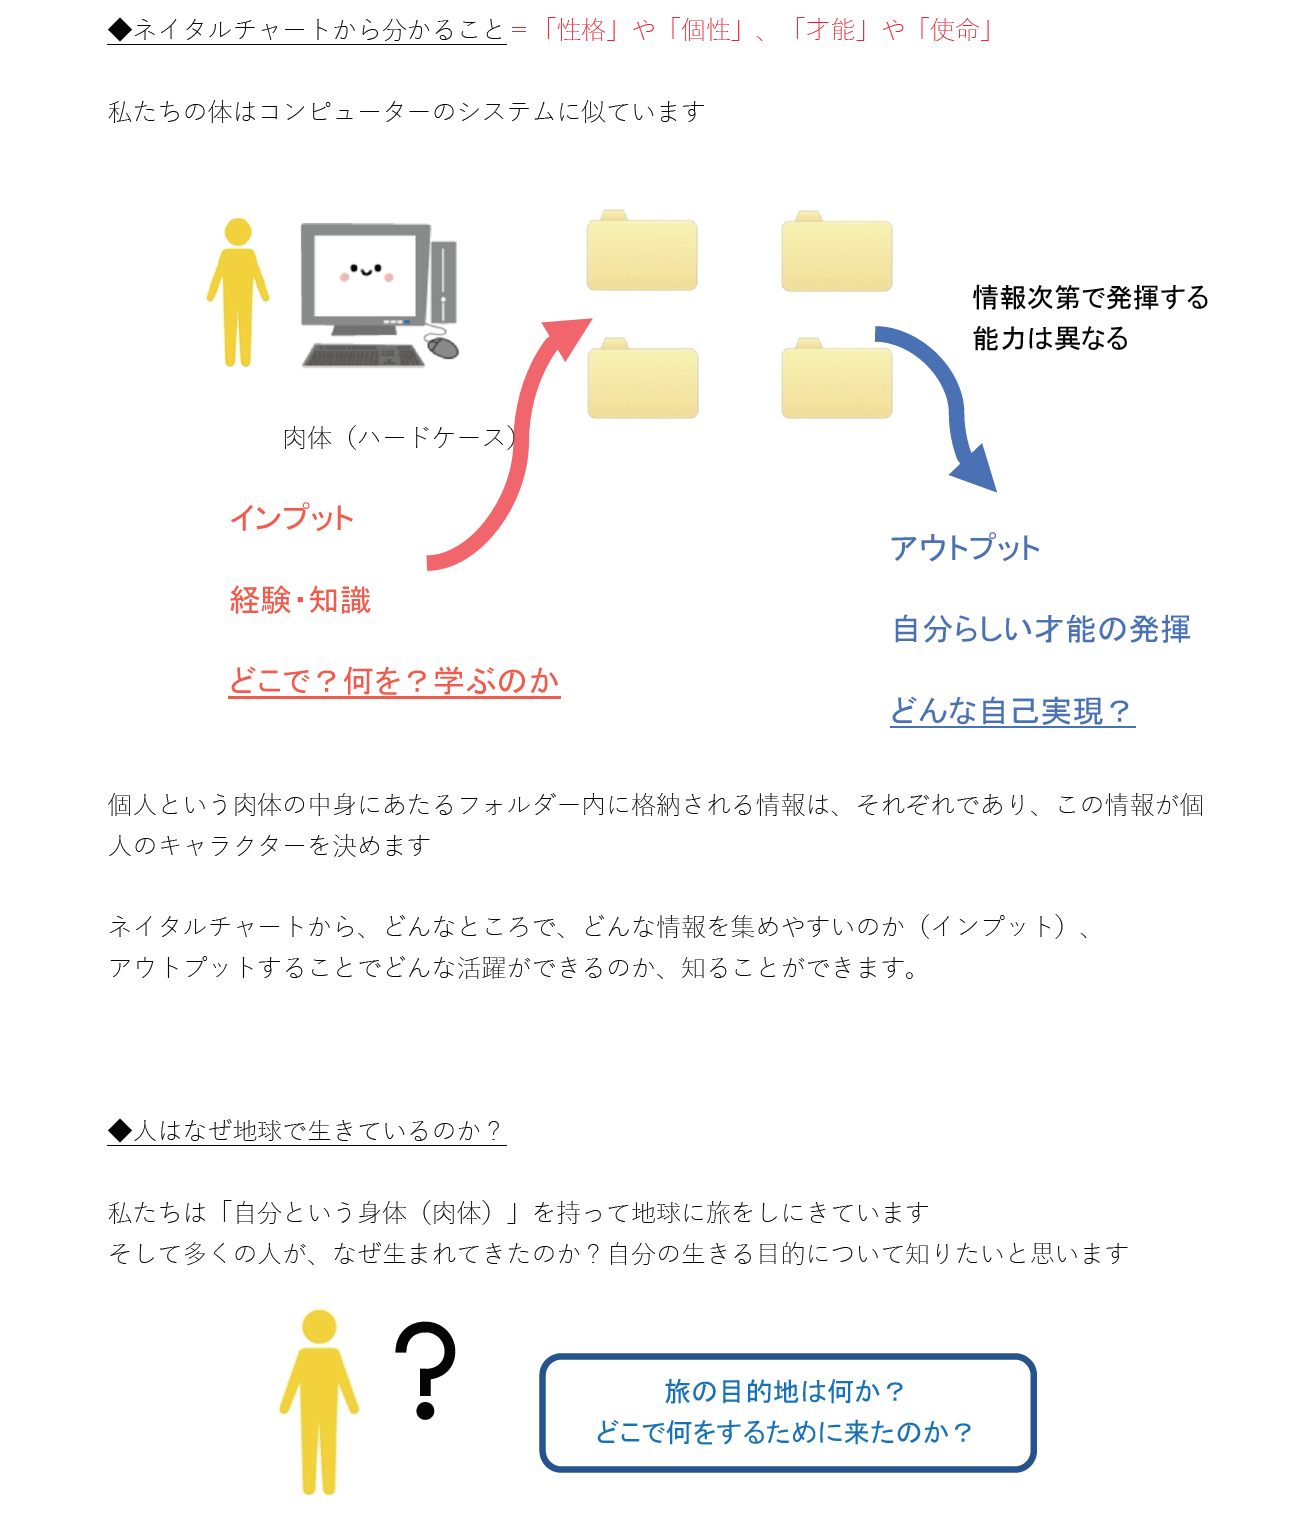 ◆ネイタルチャートから分かること＝「性格」や「個性」、「才能」や「使命」
私たちの体はコンピューターのシステムに似ています
情報次第で発揮する
能力は異なる
肉体（ハードケース）
インプット
経験・知識
どこで？何を？学ぶのか
アウトプット
自分らしい才能の発揮
どんな自己実現？
個人という肉体の中身にあたるフォルダー内に格納される情報は、それぞれであり、この情報が個
人のキャラクターを決めます
ネイタルチャートから、どんなところで、どんな情報を集めやすいのか（インプット）、
アウトプットすることでどんな活躍ができるのか、知ることができます。
◆人はなぜ地球で生きているのか？
私たちは「自分という身体（肉体）」を持って地球に旅をしにきています
そして多くの人が、なぜ生まれてきたのか？自分の生きる目的について知りたいと思います
？
旅の目的地は何か？
どこで何をするために来たのか？